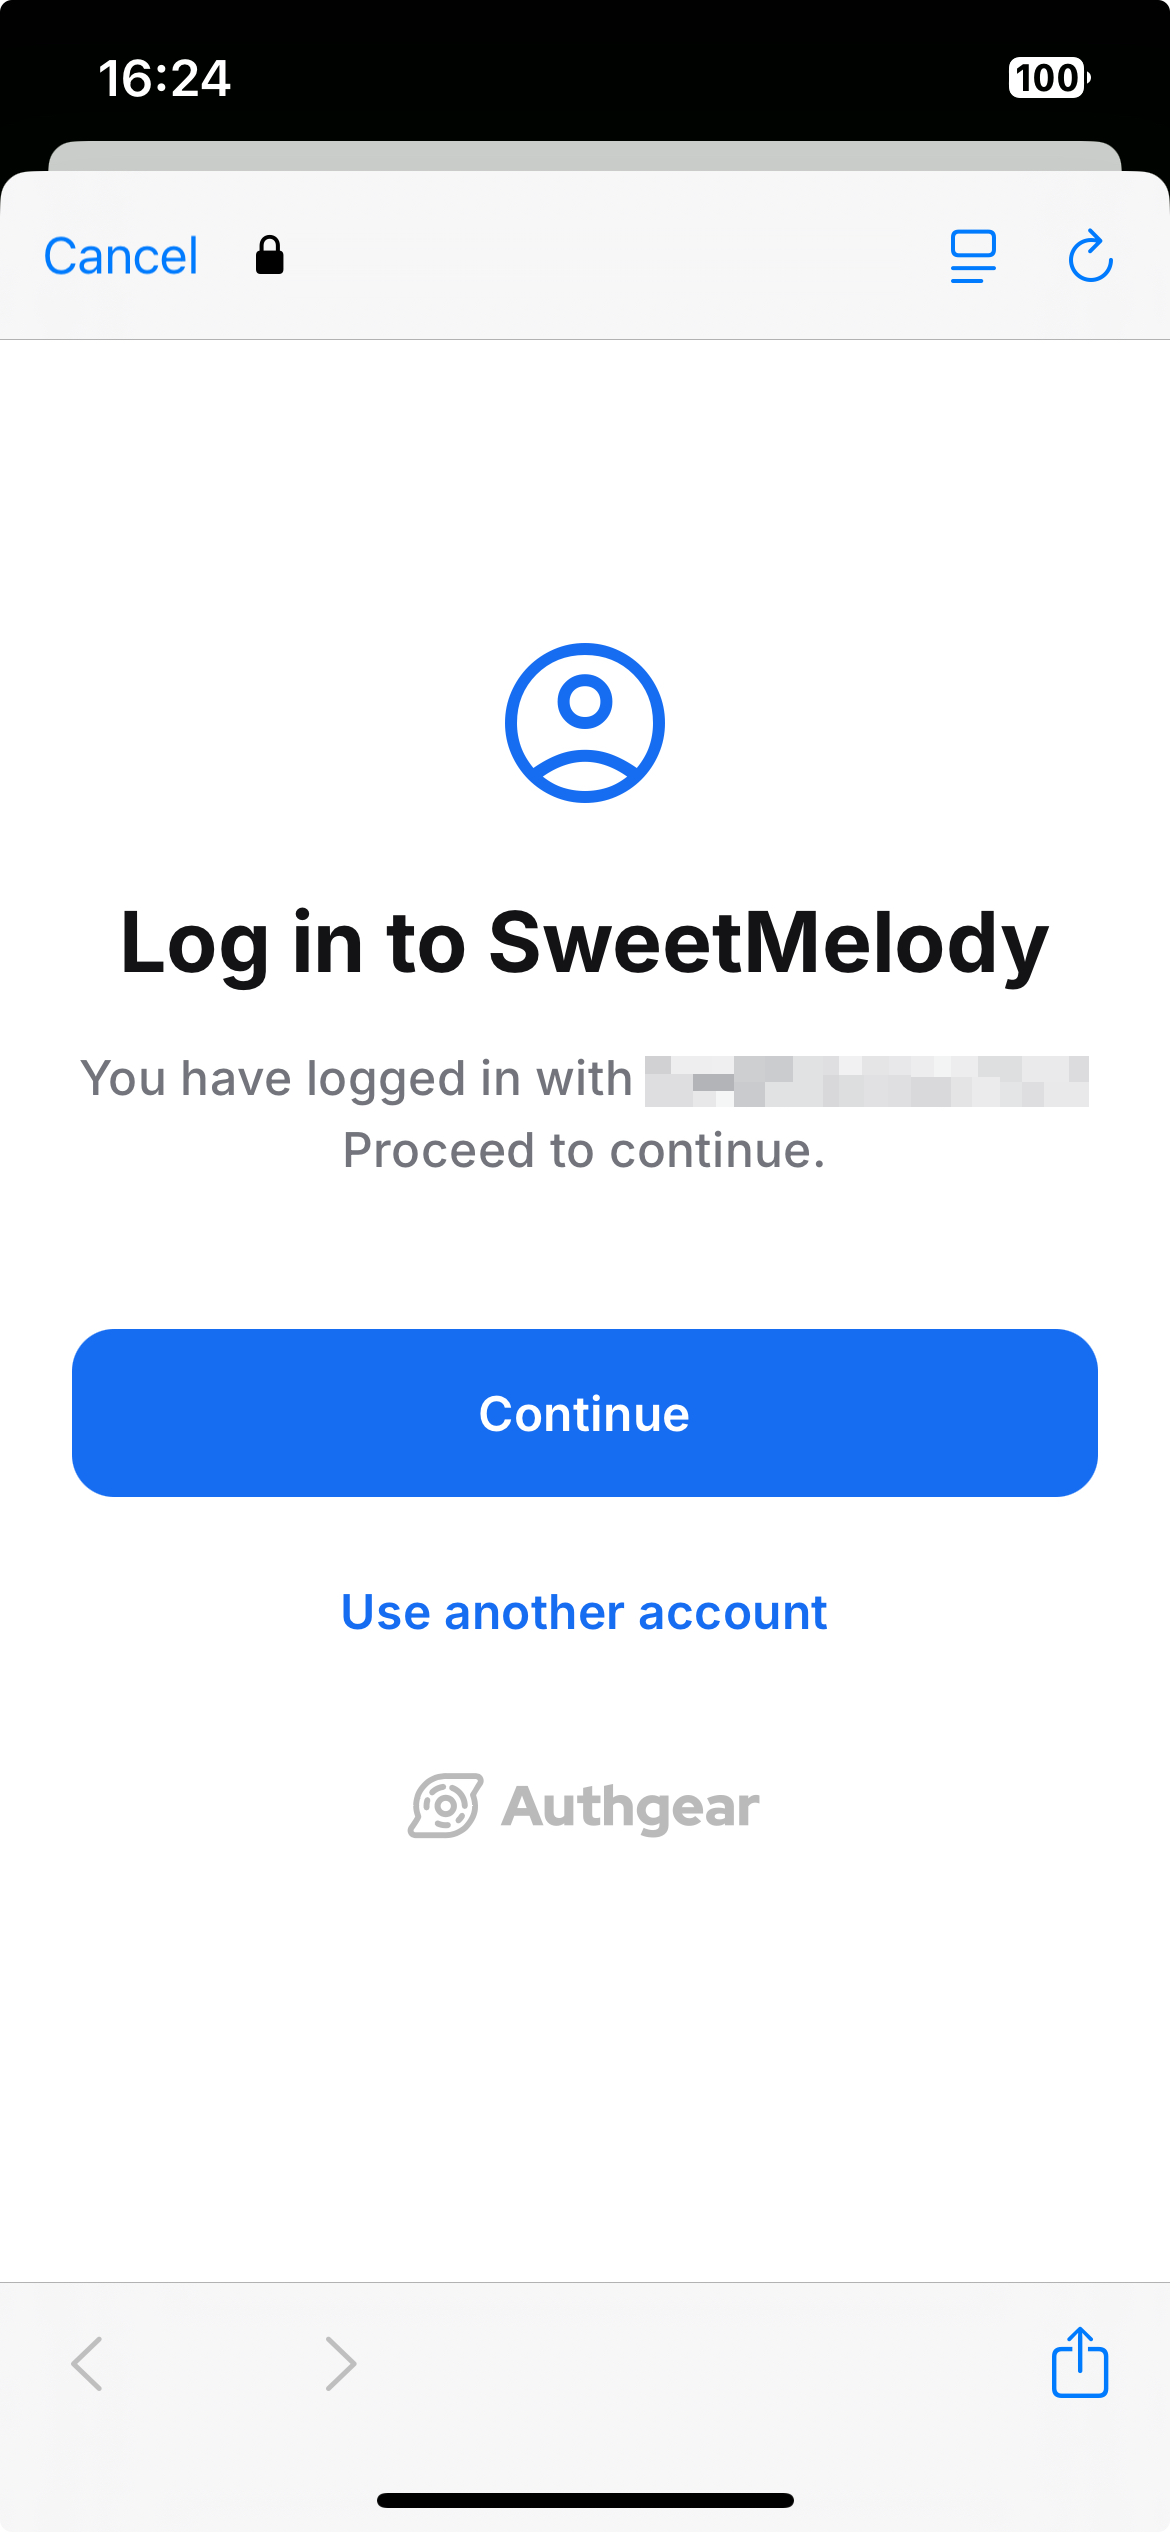 16:24
100
Cancel
Log in to SweetMelody
You have logged in with
Proceed to continue.
Continue
Use another account
Authgear